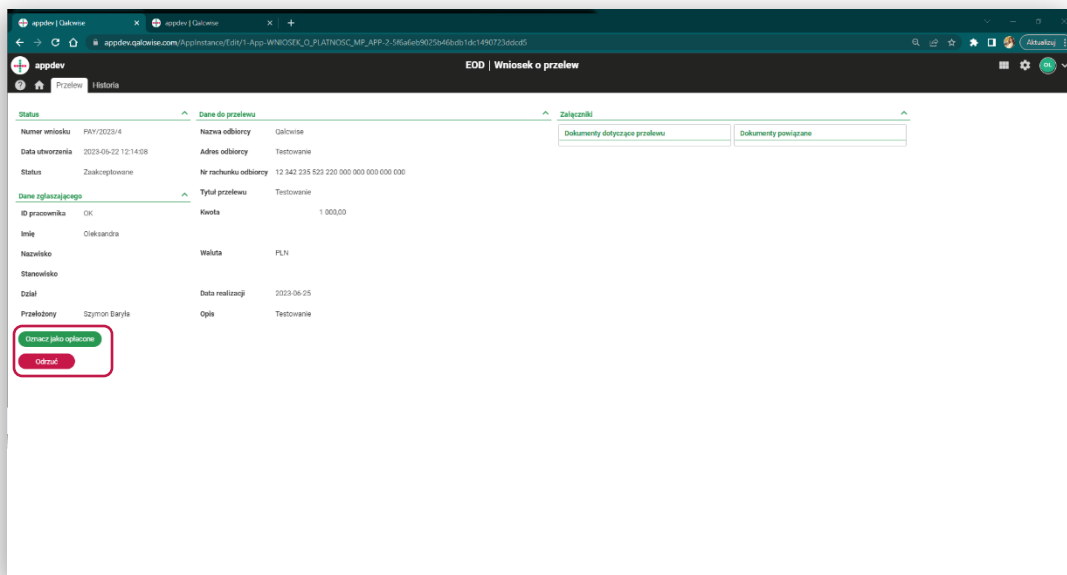 appdev | Qalcwise
appdev | Qalcwise
appdev.qalcwise.com/AppInstance/Edit/1-App-WNIOSEK_O_PLATNOSC_MP_APP-2-5f6a6eb9025b46bdb1dc1490723ddcd5
Aktualizuj
appdev
EOD | Wniosek o przelew
OL
Przelew Historia
Status
Numer wniosku PAY/2023/4
Data utworzenia 2023-06-22 12:14:08
Status Zaakceptowane
Dane zgłaszającego
ID pracownika OK
Imię Oleksandra
Nazwisko
Stanowisko
Dział
Przełożony Szymon Baryła
Oznacz jako opłacone
Odrzuć
Dane do przelewu
Nazwa odbiorcy Qalcwise
Adres odbiorcy Testowanie
Nr rachunku odbiorcy 12 342 235 523 220 000 000 000 000 000
Tytuł przelewu Testowanie
Kwota 1 000,00
Waluta PLN
Data realizacji 2023-06-25
Opis Testowanie
Załączniki
Dokumenty dotyczące przelewu
Dokumenty powiązane